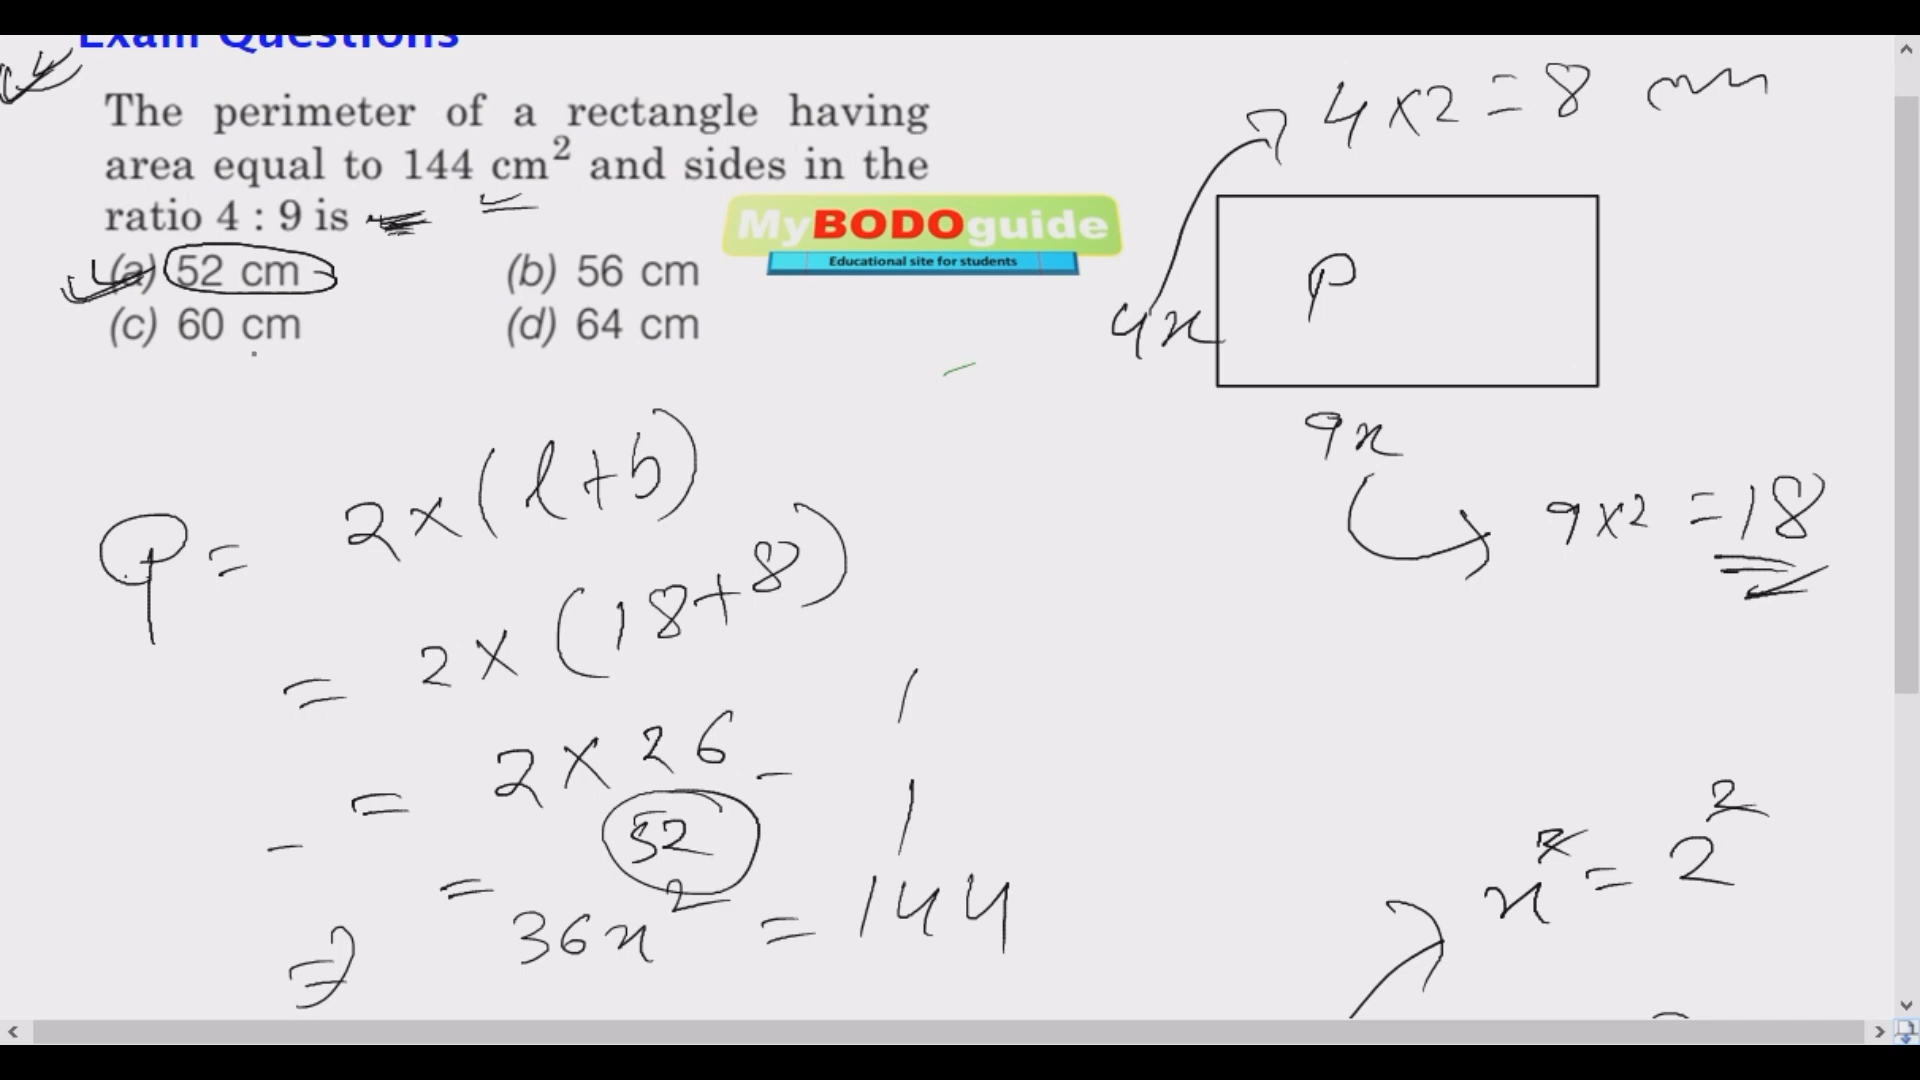 Exam Questions
The perimeter of a rectangle having
area equal to 144 cm² and sides in the
ratio 4 : 9 is
(a) 52 cm
(b) 56 cm
(c) 60 cm
(d) 64 cm
MyBODOguide
Educational site for students
4×2 = 8 cm
P
4x
9x
9×2 = 18
P = 2×(l+b)
= 2×(18+8)
= 2×26
= 52
⇒ 36x² = 144
x² = 2²